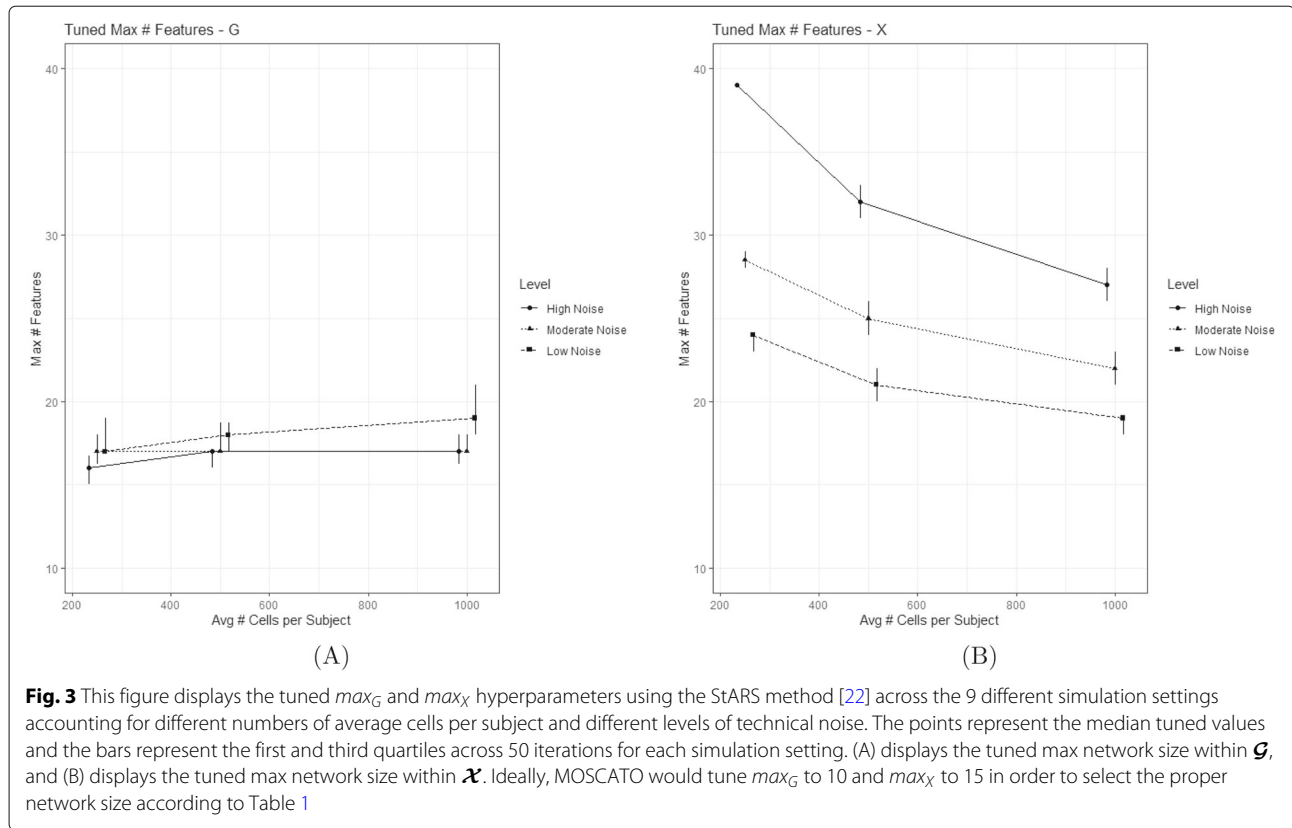 Tuned Max # Features - G
40
30
20
10
Max # Features
200 400 600 800 1000
Avg # Cells per Subject
Level
High Noise
Moderate Noise
Low Noise
(A)
Tuned Max # Features - X
40
30
20
10
Max # Features
200 400 600 800 1000
Avg # Cells per Subject
Level
High Noise
Moderate Noise
Low Noise
(B)
Fig. 3 This figure displays the tuned max_G and max_X hyperparameters using the StARS method [22] across the 9 different simulation settings
accounting for different numbers of average cells per subject and different levels of technical noise. The points represent the median tuned values
and the bars represent the first and third quartiles across 50 iterations for each simulation setting. (A) displays the tuned max network size within 𝓖,
and (B) displays the tuned max network size within 𝓧. Ideally, MOSCATO would tune max_G to 10 and max_X to 15 in order to select the proper
network size according to Table 1